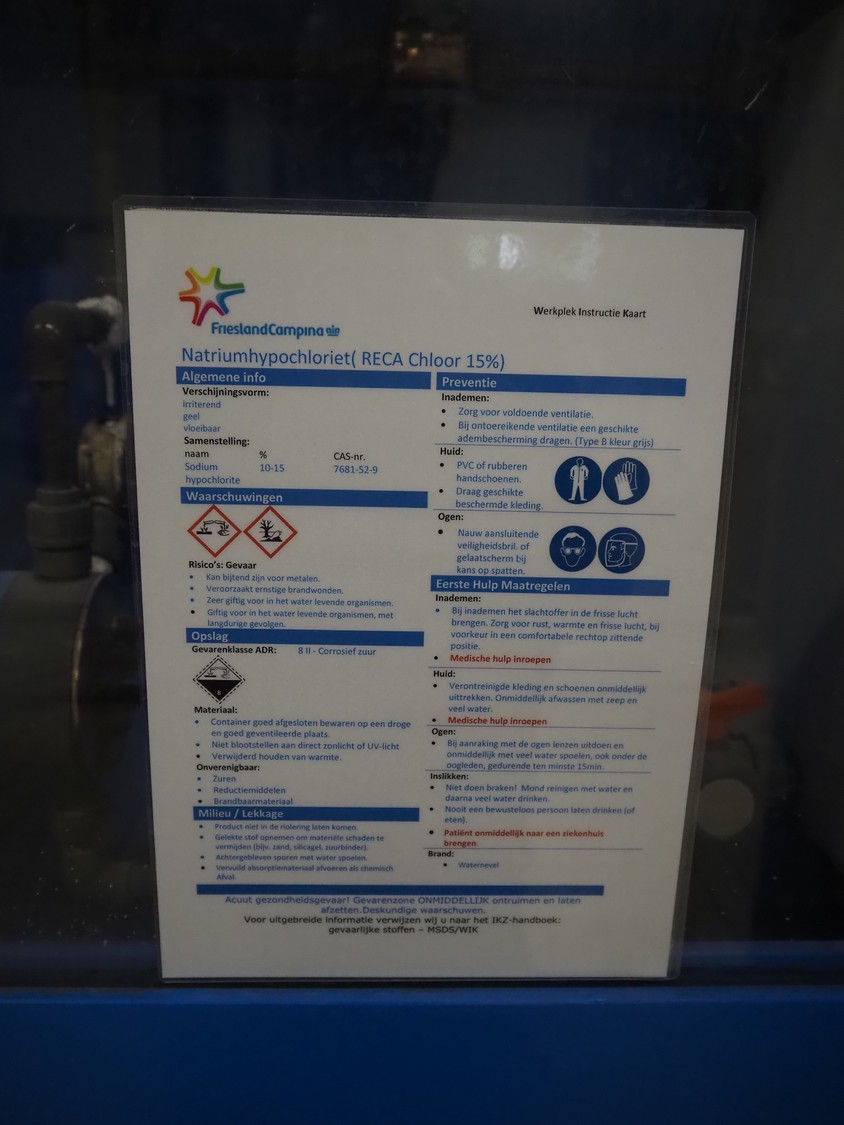 FrieslandCampina
Werkplek Instructie Kaart
Natriumhypochloriet( RECA Chloor 15%)
Algemene info
Verschijningsvorm:
irriterend
geel
vloeibaar
Samenstelling:
naam % CAS-nr.
Sodium 10-15 7681-52-9
hypochlorite
Waarschuwingen
Risico's: Gevaar
• Kan bijtend zijn voor metalen.
• Veroorzaakt ernstige brandwonden.
• Zeer giftig voor in het water levende organismen.
• Giftig voor in het water levende organismen, met
langdurige gevolgen.
Opslag
Gevarenklasse ADR: 8 II - Corrosief zuur
8
Materiaal:
• Container goed afgesloten bewaren op een droge
en goed geventileerde plaats.
• Niet blootstellen aan direct zonlicht of UV-licht
• Verwijderd houden van warmte.
Onverenigbaar:
• Zuren
• Reductiemiddelen
• Brandbaarmateriaal
Milieu / Lekkage
• Product niet in de riolering laten komen.
• Gelekte stof opnemen om materiële schaden te
vermijden (bijv. zand, silicagel, zuurbinder).
• Achtergebleven sporen met water spoelen.
• Vervuild absorptiemateriaal afvoeren als chemisch
Afval.
Preventie
Inademen:
• Zorg voor voldoende ventilatie.
• Bij ontoereikende ventilatie een geschikte
adembescherming dragen. (Type B kleur grijs)
Huid:
• PVC of rubberen
handschoenen.
• Draag geschikte
beschermde kleding.
Ogen:
• Nauw aansluitende
veiligheidsbril. of
gelaatscherm bij
kans op spatten.
Eerste Hulp Maatregelen
Inademen:
• Bij inademen het slachtoffer in de frisse lucht
brengen. Zorg voor rust, warmte en frisse lucht, bij
voorkeur in een comfortabele rechtop zittende
positie.
• Medische hulp inroepen
Huid:
• Verontreinigde kleding en schoenen onmiddellijk
uittrekken. Onmiddellijk afwassen met zeep en
veel water.
• Medische hulp inroepen
Ogen:
• Bij aanraking met de ogen lenzen uitdoen en
onmiddellijk met veel water spoelen, ook onder de
oogleden, gedurende ten minste 15min.
Inslikken:
• Niet doen braken! Mond reinigen met water en
daarna veel water drinken.
• Nooit een bewusteloos persoon laten drinken (of
eten).
• Patiënt onmiddellijk naar een ziekenhuis
brengen.
Brand:
• Waternevel
Acuut gezondheidsgevaar! Gevarenzone ONMIDDELLIJK ontruimen en laten
afzetten.Deskundige waarschuwen.
Voor uitgebreide informatie verwijzen wij u naar het IKZ-handboek:
gevaarlijke stoffen – MSDS/WIK